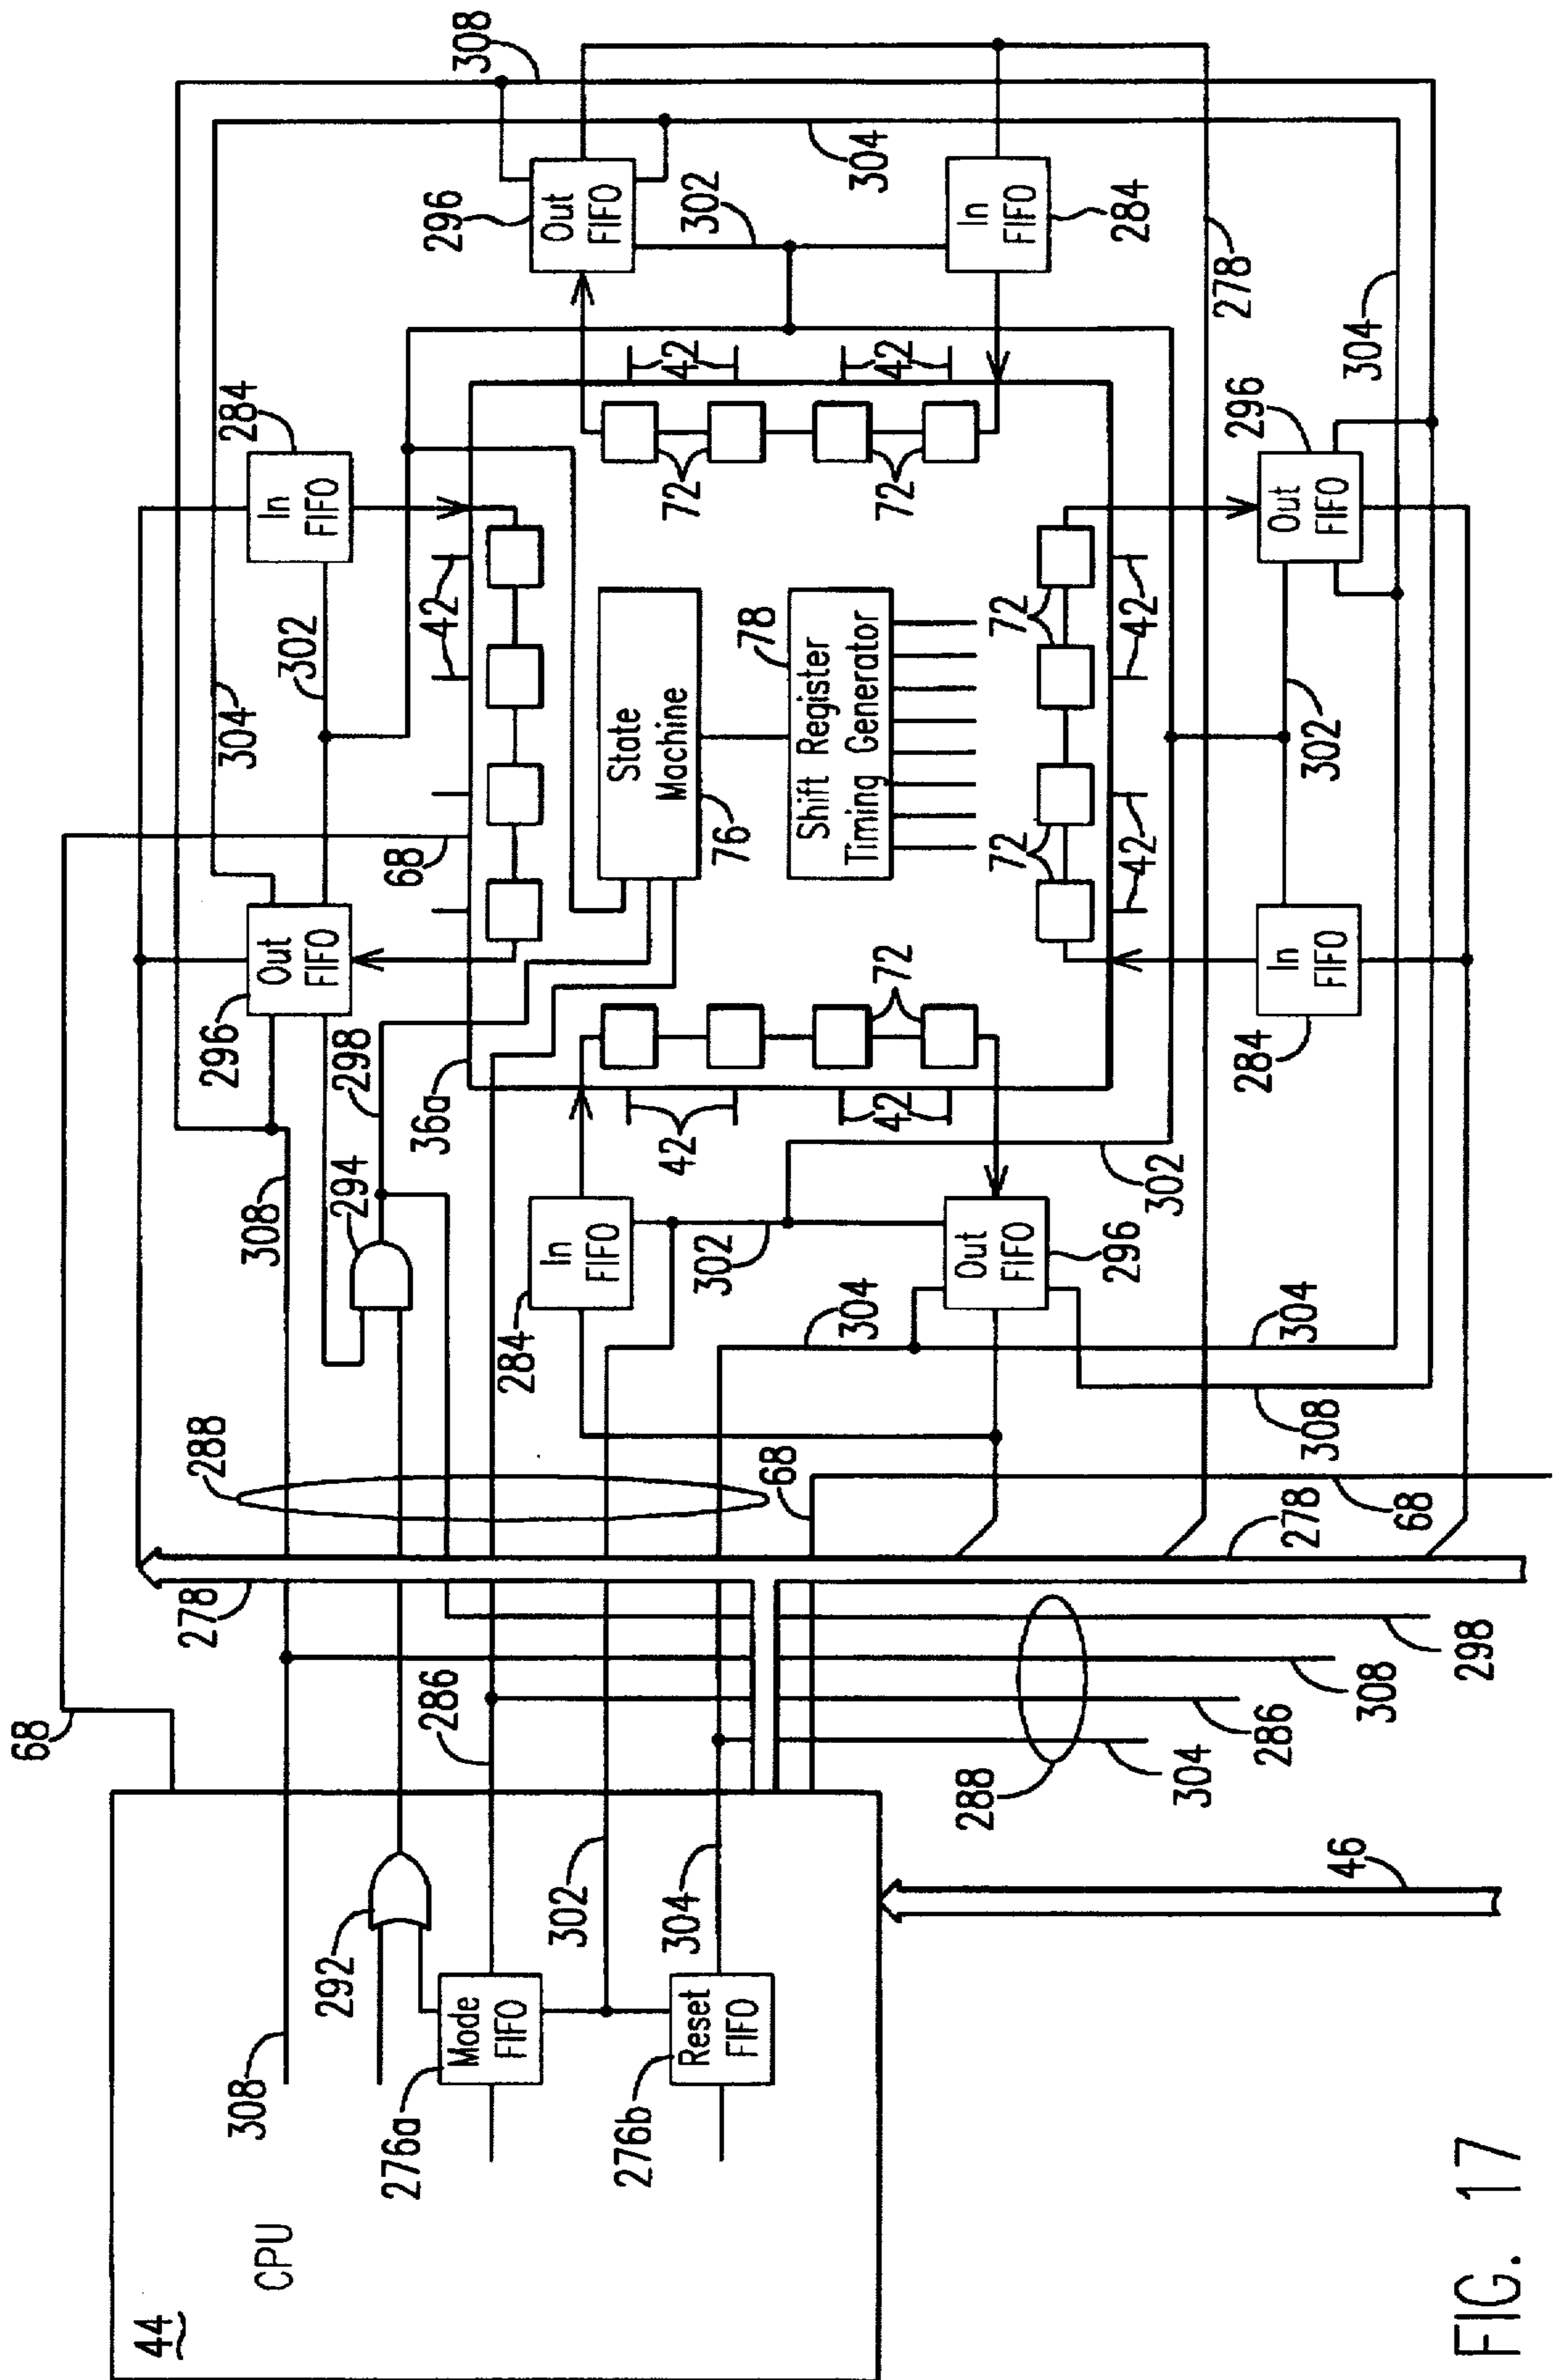 44
CPU
68
68
278
288
308
308
308
292
294
298
296
Out
FIFO
304
302
284
In
FIFO
308
36a
68
42
42
State
Machine
76
78
Shift Register
Timing Generator
72
72
42
42
296
Out
FIFO
302
304
In
FIFO
284
278
276a
Mode
FIFO
286
302
276b
Reset
FIFO
304
284
In
FIFO
302
302
304
Out
FIFO
296
42
42
72
72
72
42
42
42
284
In
FIFO
302
296
Out
FIFO
304
304
308
68
68
278
288
304
286
308
298
46
FIG. 17